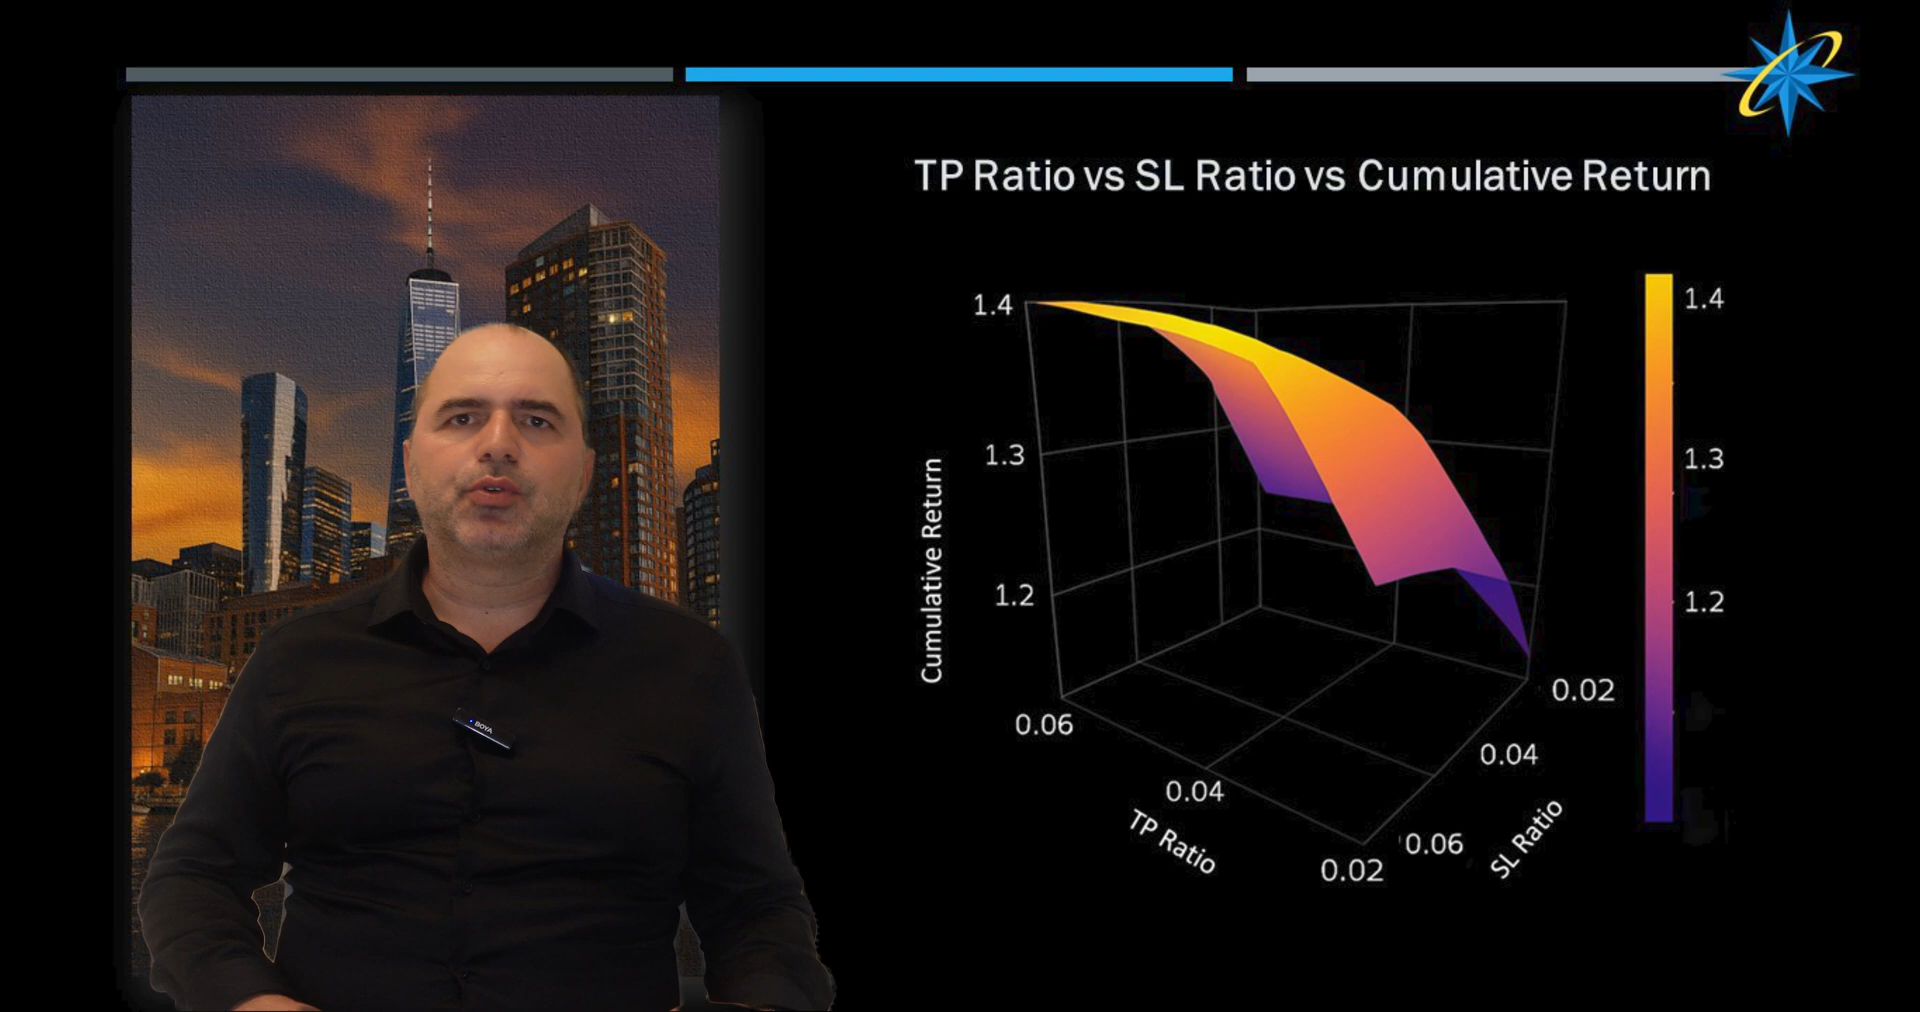 TP Ratio vs SL Ratio vs Cumulative Return
1.4
1.3
1.2
Cumulative Return
0.06
0.04
0.02
TP Ratio
0.06
0.04
0.02
SL Ratio
1.4
1.3
1.2
BOYA